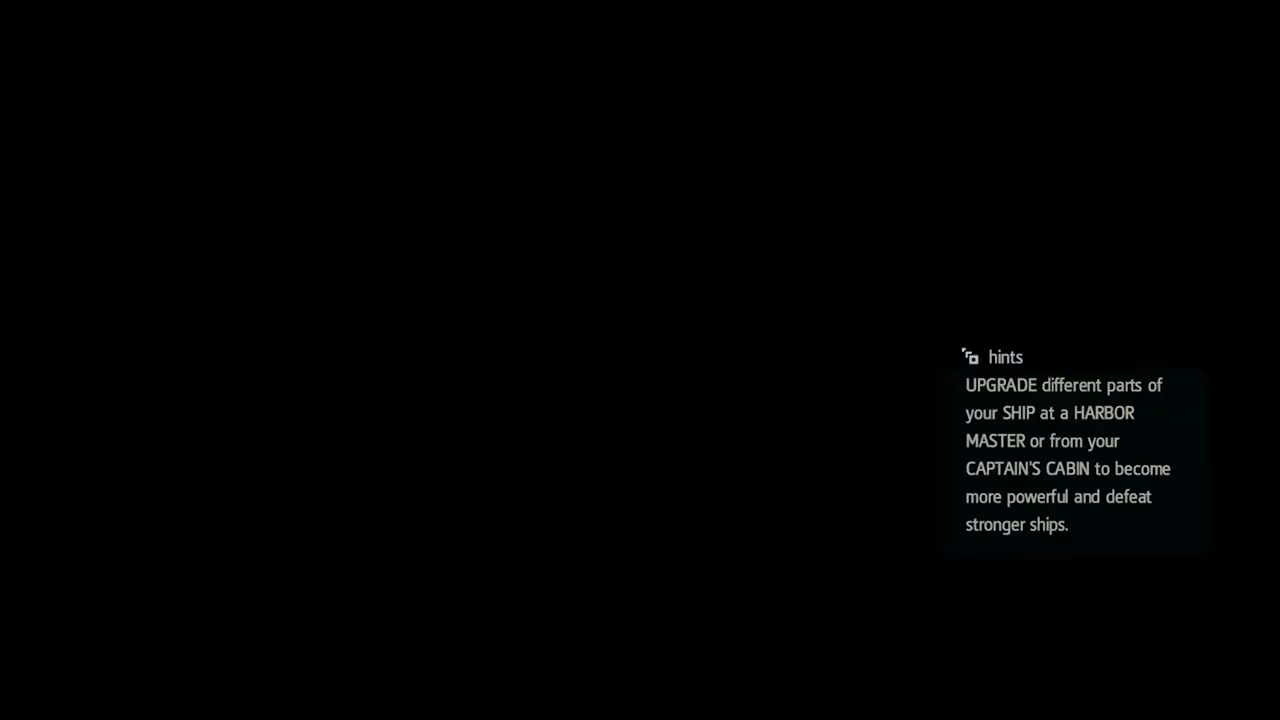 hints
UPGRADE different parts of
your SHIP at a HARBOR
MASTER or from your
CAPTAIN'S CABIN to become
more powerful and defeat
stronger ships.